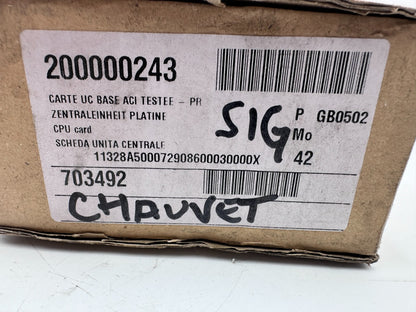 200000243
CARTE UC BASE ACI TESTEE - PR
ZENTRALEINHEIT PLATINE
CPU card
SCHEDA UNITA CENTRALE
11328A500072908600030000X
SIG
P GB0502
Mo
42
703492
CHAUVET